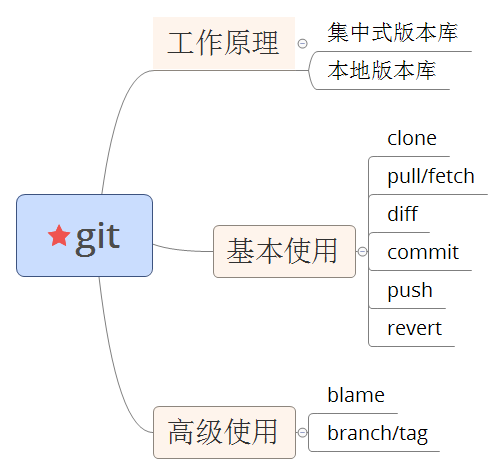 工作原理
集中式版本库
本地版本库
git
基本使用
clone
pull/fetch
diff
commit
push
revert
高级使用
blame
branch/tag